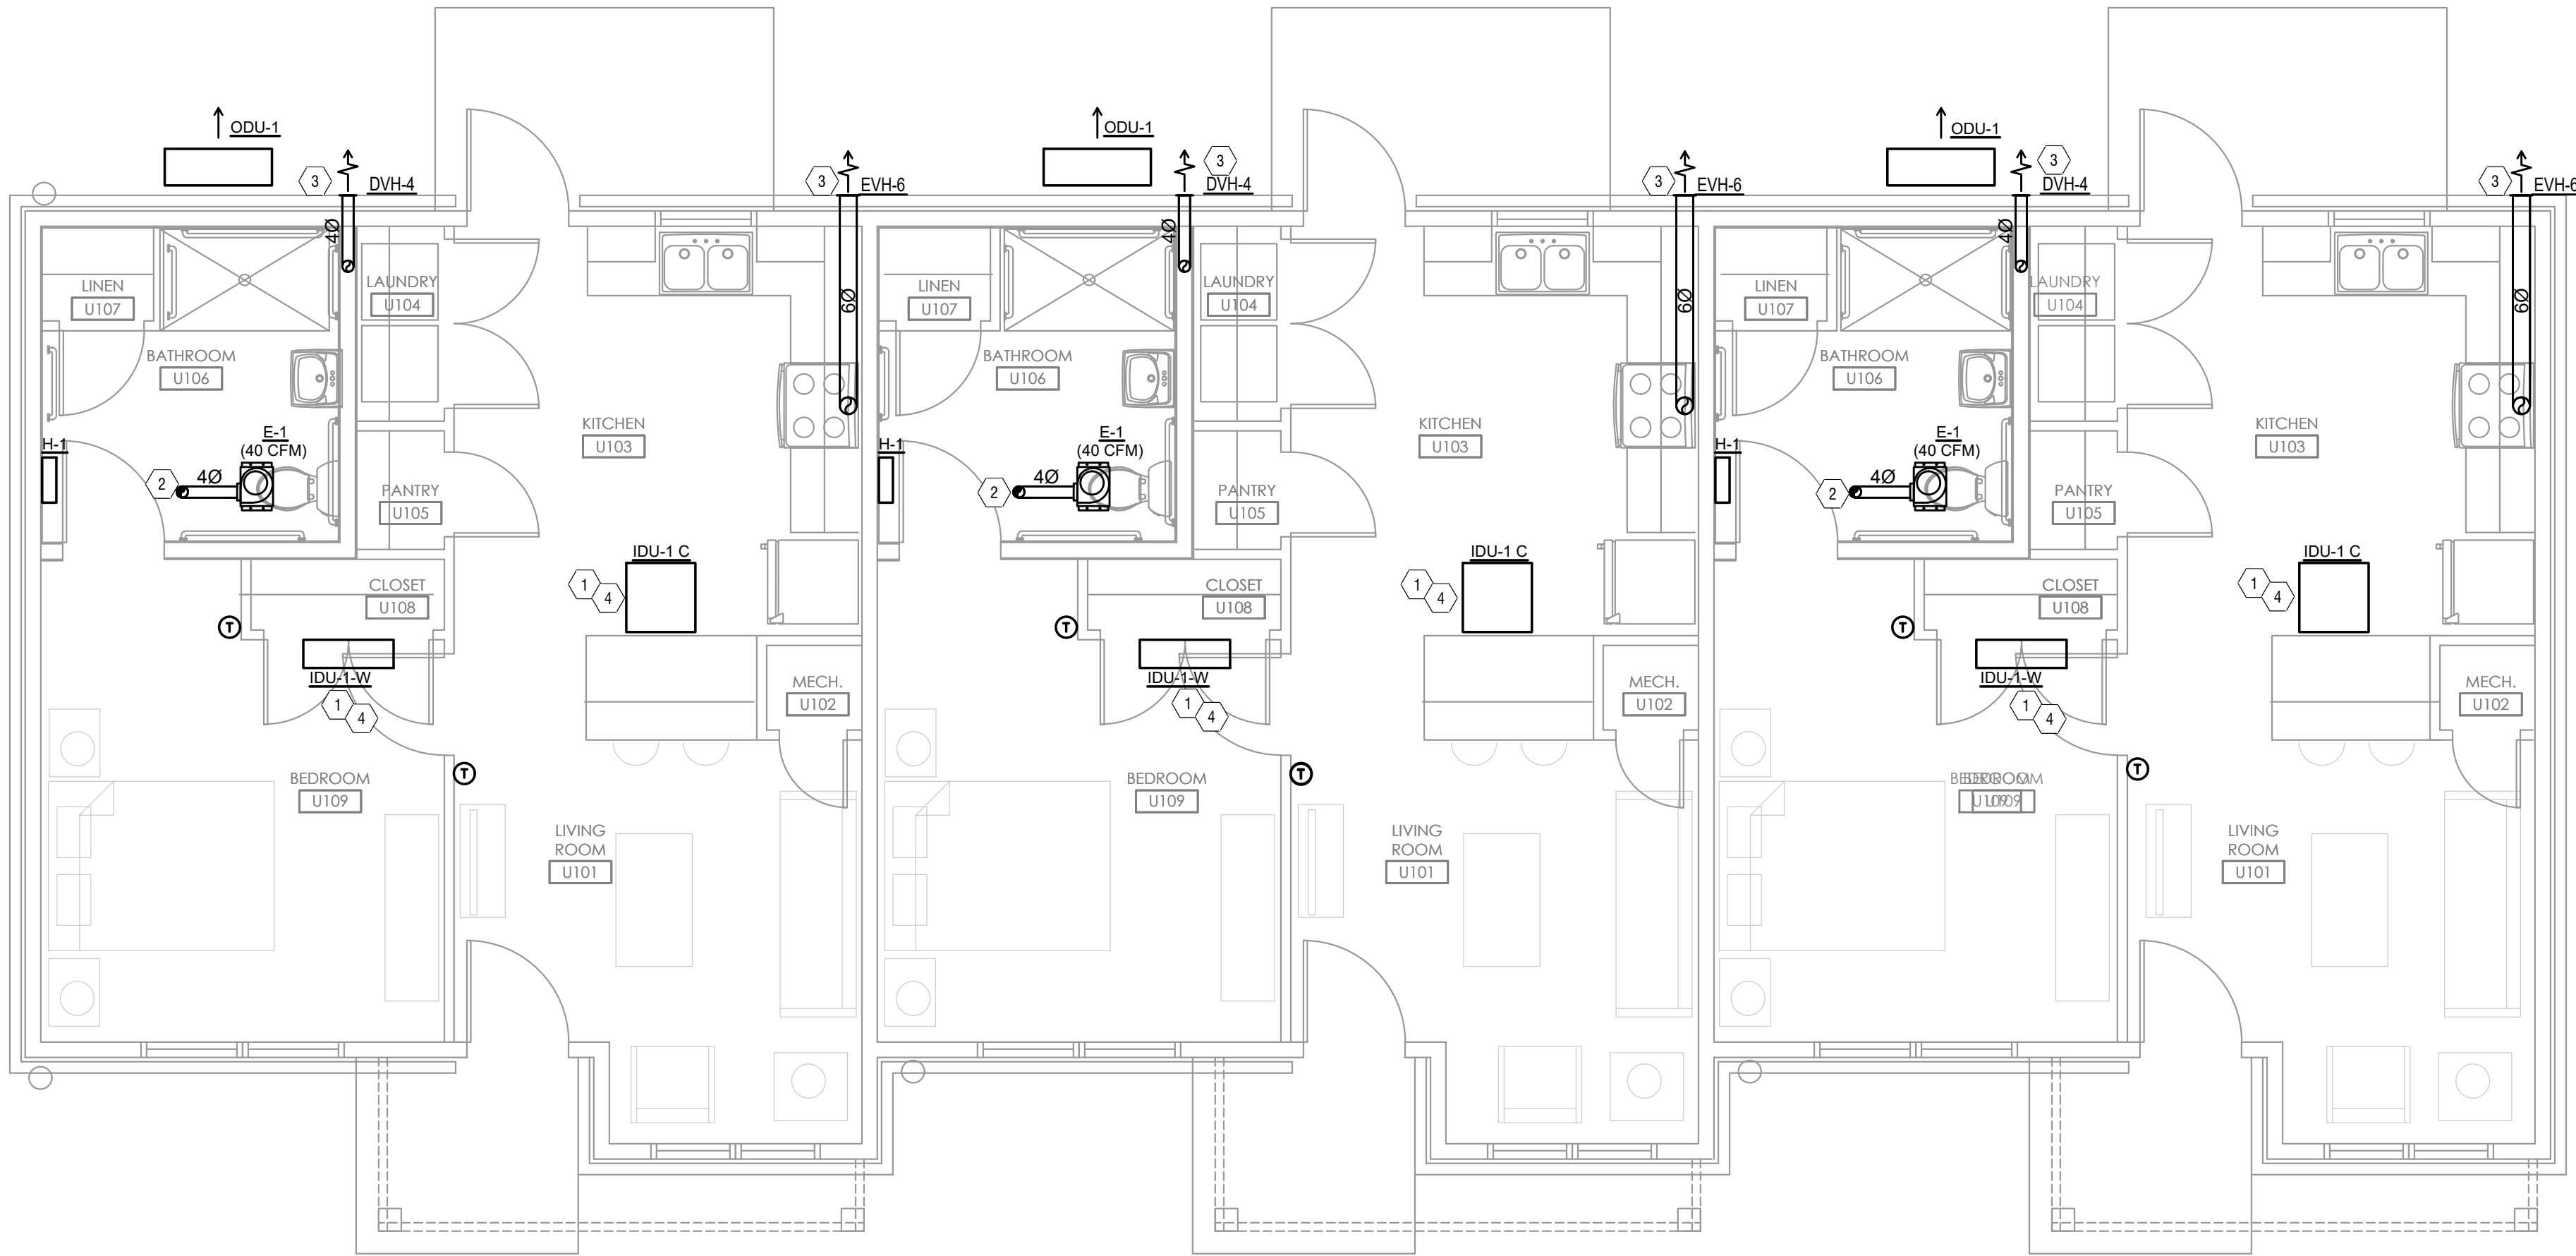 ODU-1
ODU-1
ODU-1
3
DVH-4
3
EVH-6
3
DVH-4
3
EVH-6
3
DVH-4
3
EVH-6
4Ø
4Ø
4Ø
LINEN
U107
LAUNDRY
U104
6Ø
LINEN
U107
LAUNDRY
U104
6Ø
LINEN
U107
LAUNDRY
U104
6Ø
BATHROOM
U106
BATHROOM
U106
BATHROOM
U106
KITCHEN
U103
KITCHEN
U103
KITCHEN
U103
H-1
E-1
(40 CFM)
H-1
E-1
(40 CFM)
H-1
E-1
(40 CFM)
2
4Ø
2
4Ø
2
4Ø
PANTRY
U105
PANTRY
U105
PANTRY
U105
IDU-1 C
1
4
IDU-1 C
1
4
IDU-1 C
1
4
CLOSET
U108
CLOSET
U108
CLOSET
U108
T
T
T
IDU-1-W
1
4
IDU-1-W
1
4
IDU-1-W
1
4
MECH.
U102
MECH.
U102
MECH.
U102
T
T
T
BEDROOM
U109
BEDROOM
U109
BEDROOM
BEDROOM
U109
U109
LIVING
ROOM
U101
LIVING
ROOM
U101
LIVING
ROOM
U101